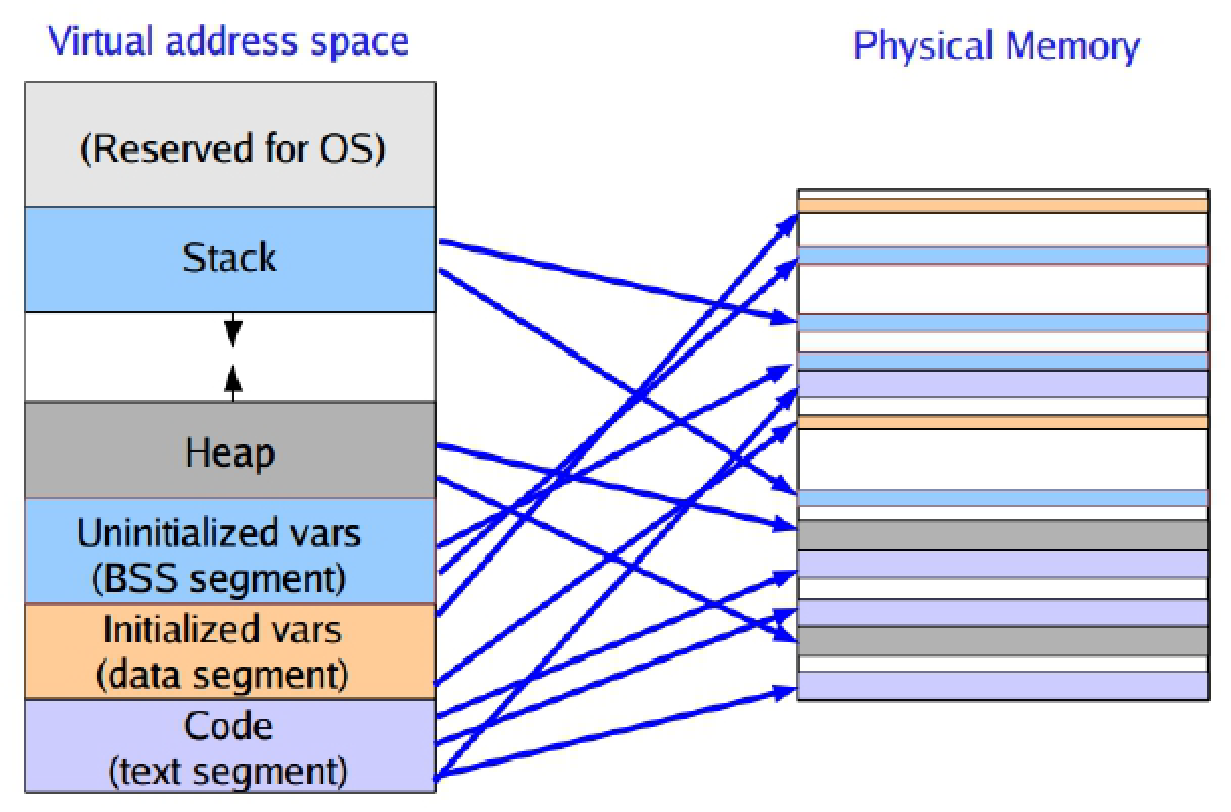 Virtual address space
Physical Memory
(Reserved for OS)
Stack
Heap
Uninitialized vars
(BSS segment)
Initialized vars
(data segment)
Code
(text segment)